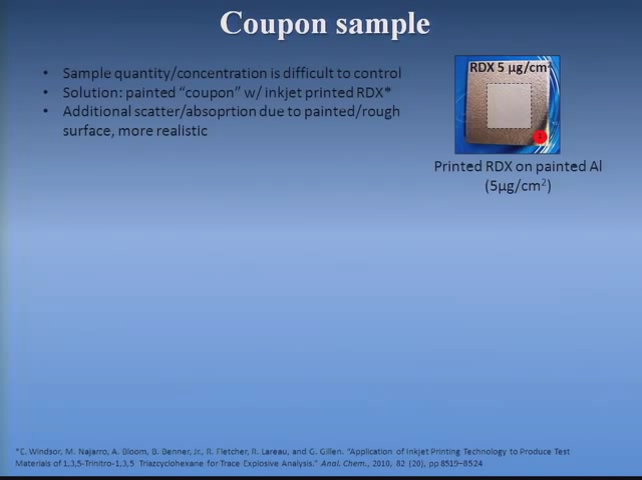 Coupon sample
• Sample quantity/concentration is difficult to control
• Solution: painted “coupon” w/ inkjet printed RDX*
• Additional scatter/absoprtion due to painted/rough
surface, more realistic
RDX 5 µg/cm²
Printed RDX on painted Al
(5µg/cm²)
*E. Windsor, M. Najarro, A. Bloom, B. Benner, Jr., R. Fletcher, R. Lareau, and G. Gillen. “Application of Inkjet Printing Technology to Produce Test
Materials of 1,3,5-Trinitro-1,3,5 Triazcyclohexane for Trace Explosive Analysis.” Anal. Chem., 2010, 82 (20), pp 8519–8524